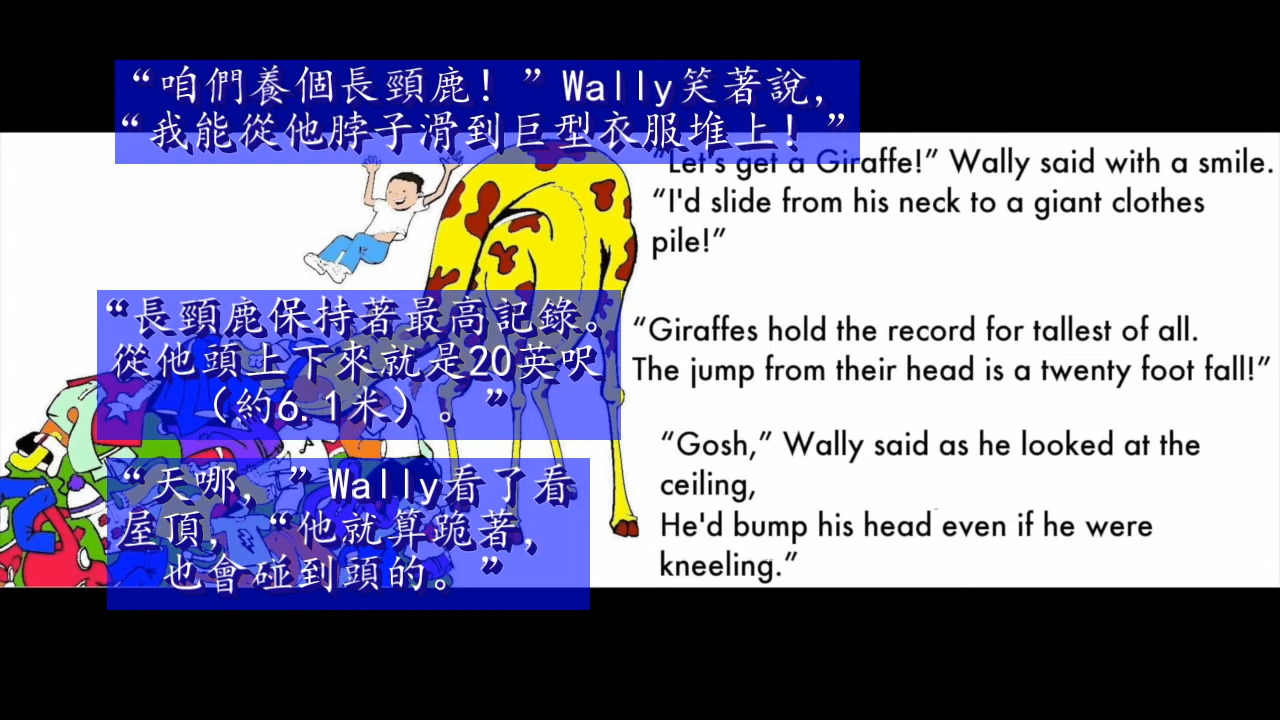 “咱們養個長頸鹿！”Wally笑著說，
“我能從他脖子滑到巨型衣服堆上！”
“Let's get a Giraffe!” Wally said with a smile.
“I'd slide from his neck to a giant clothes
pile!”
“長頸鹿保持著最高記錄。
從他頭上下來就是20英呎
（約6.1米）。”
“Giraffes hold the record for tallest of all.
The jump from their head is a twenty foot fall!”
“天哪，”Wally看了看
屋頂，“他就算跪著，
也會碰到頭的。”
“Gosh,” Wally said as he looked at the
ceiling,
He'd bump his head even if he were
kneeling.”